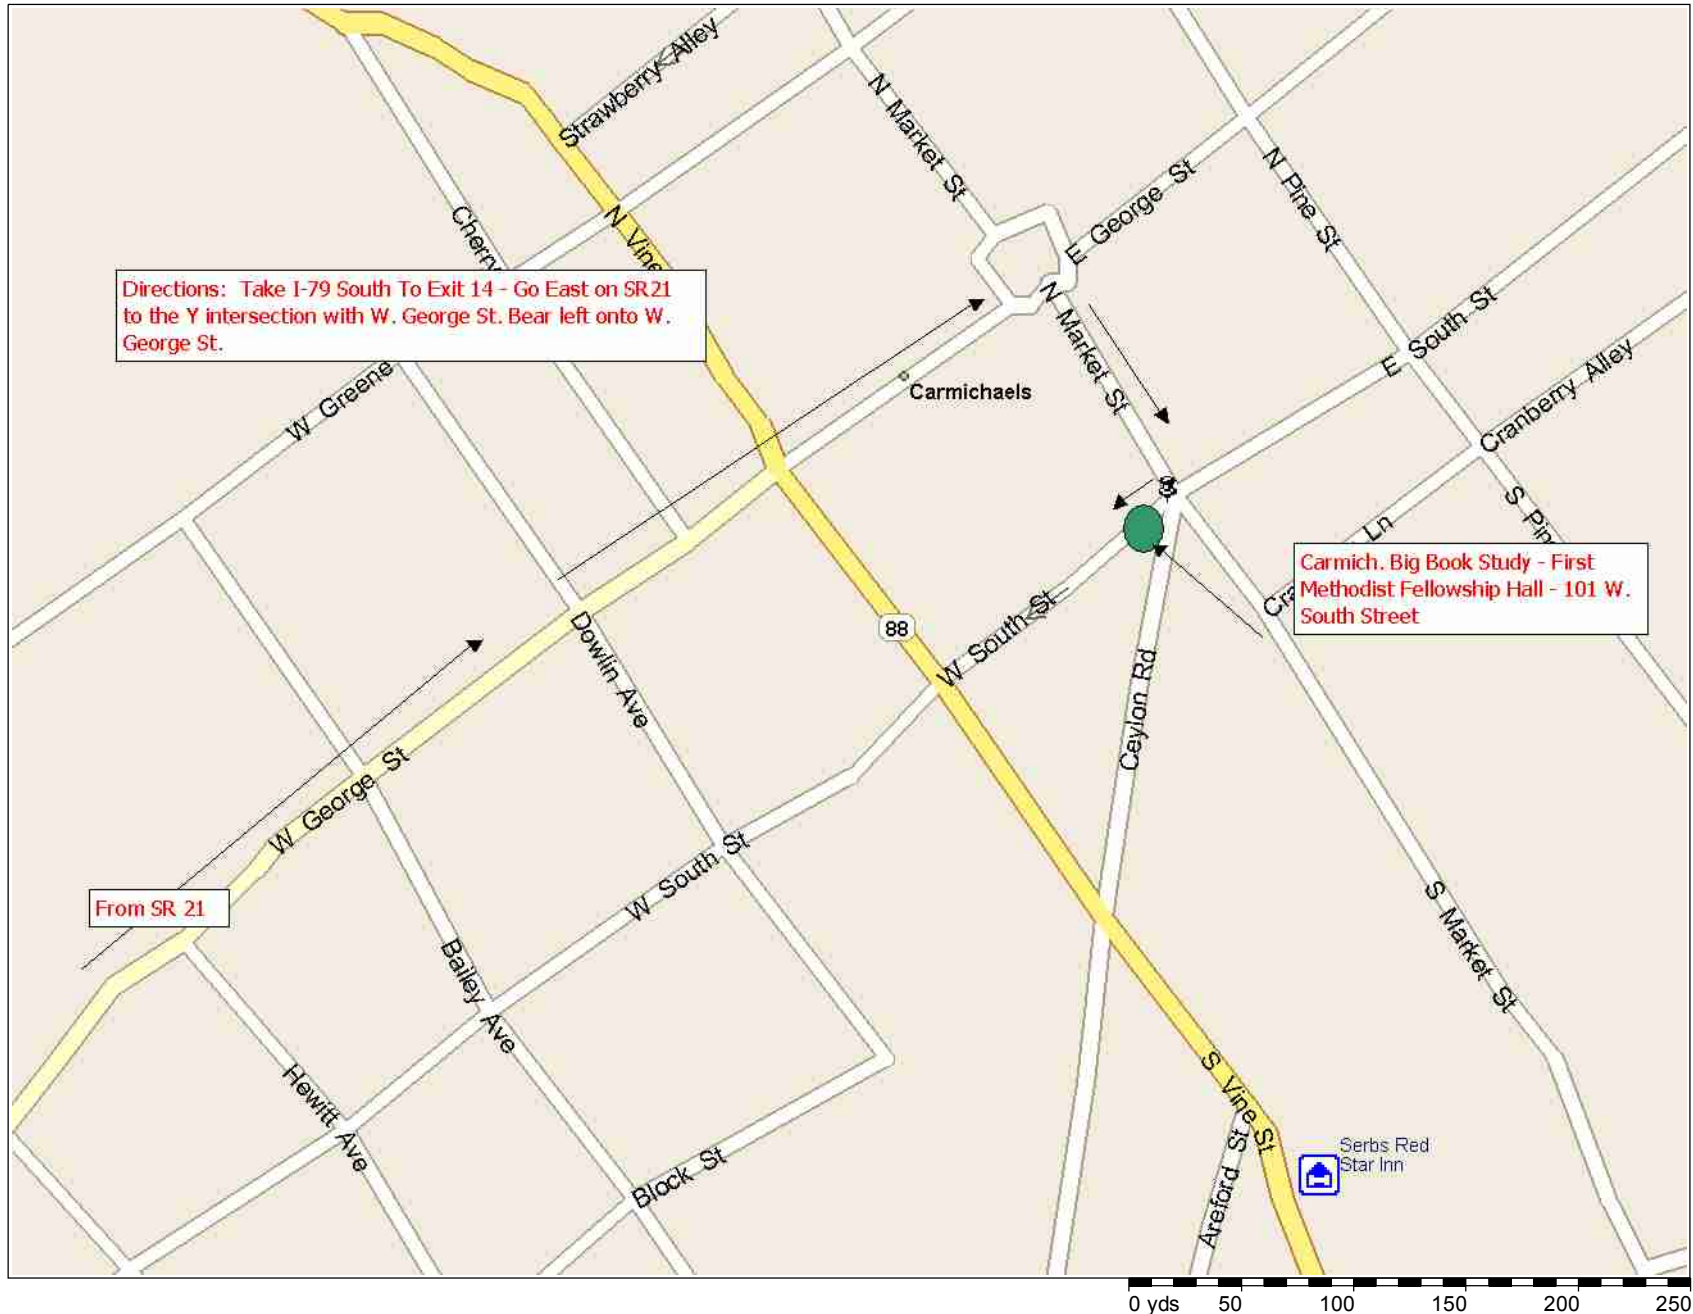 Strawberry Alley
N Market St
E George St
N Pine St
Cherry
N Vine
Directions: Take I-79 South To Exit 14 - Go East on SR21
to the Y intersection with W. George St. Bear left onto W.
George St.
N Market St
E South St
Cranberry Alley
W Greene
Carmichaels
S Pin
Ln
Cra
Carmich. Big Book Study - First
Methodist Fellowship Hall - 101 W.
South Street
88
W South St
Dowlin Ave
Ceylon Rd
W George St
W South St
From SR 21
Bailey Ave
S Market St
Hewitt Ave
S Vine St
Areford St
Serbs Red
Star Inn
Block St
0 yds 50 100 150 200 250